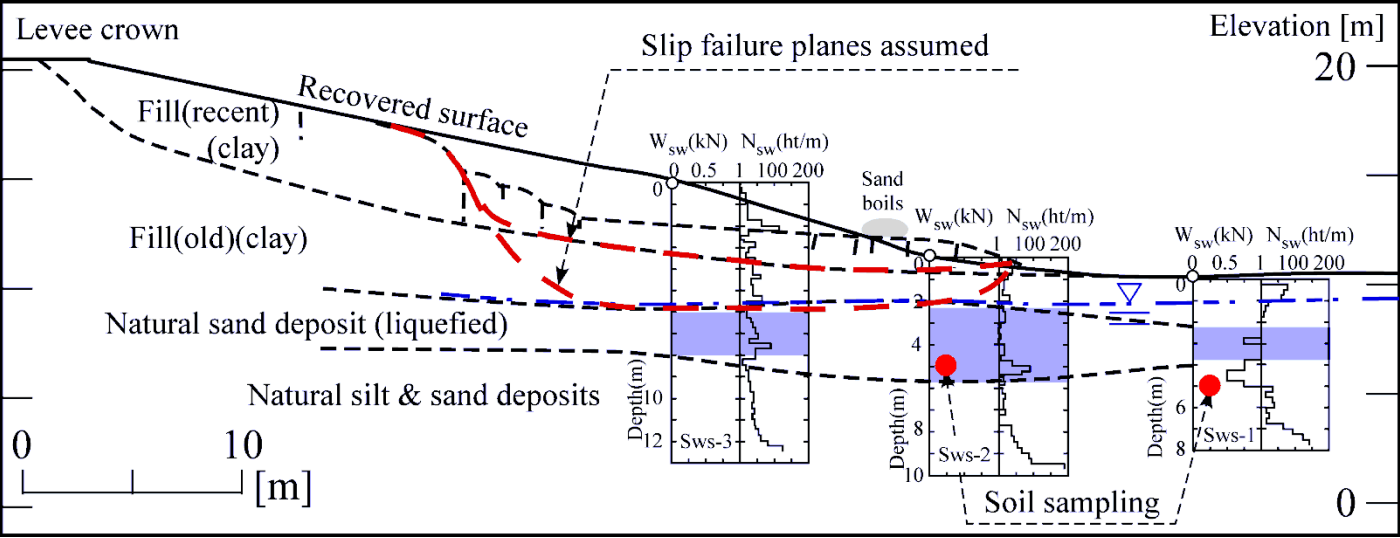 Levee crown
Slip failure planes assumed
Elevation [m]
20
Recovered surface
Fill(recent)
(clay)
Fill(old)(clay)
Natural sand deposit (liquefied)
Natural silt & sand deposits
0 10
[m]
Wsw(kN) Nsw(ht/m)
0 0.5 1 100 200
0
10
12
Depth(m)
Sws-3
Sand
boils
Wsw(kN) Nsw(ht/m)
0 0.5 1 100 200
2
4
8
10
Depth(m)
Sws-2
Wsw(kN) Nsw(ht/m)
0 0.5 1 100 200
0
6
8
Depth(m)
Sws-1
Soil sampling
0